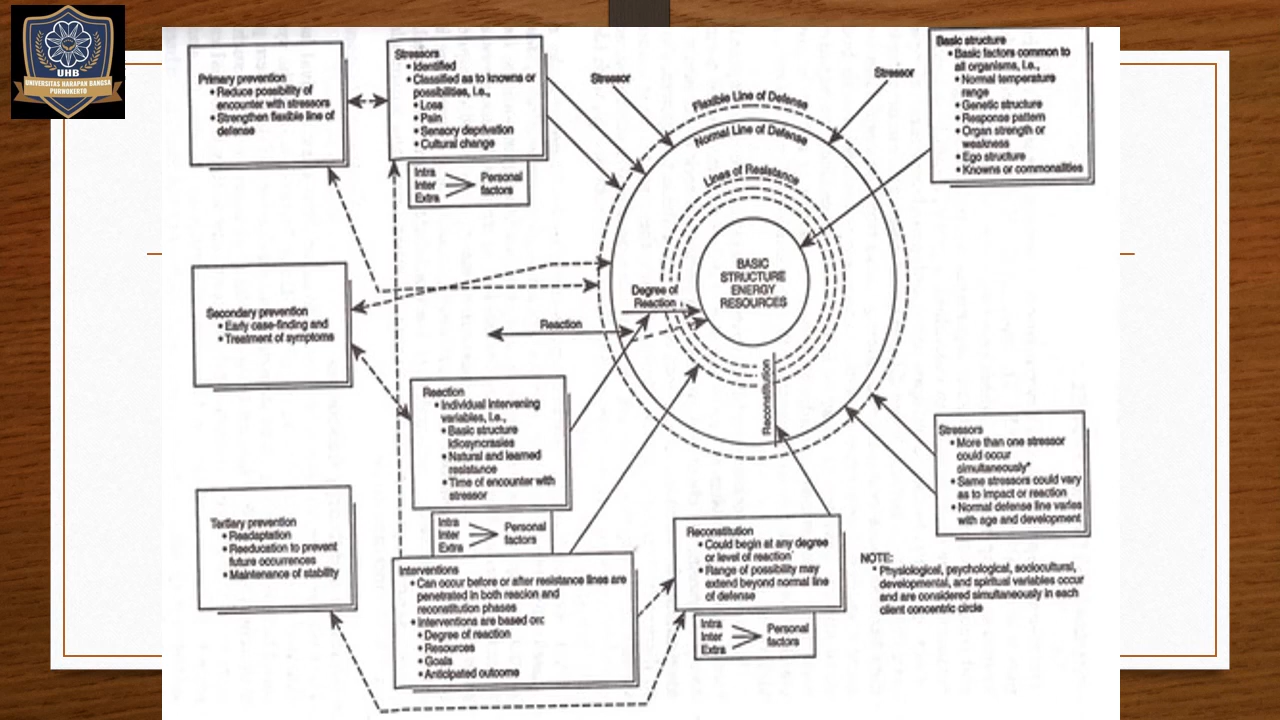 UHB
UNIVERSITAS HARAPAN BANGSA
PURWOKERTO
Primary prevention
• Reduce possibility of
encounter with stressors
• Strengthen flexible line of
defense
Stressors
• Identified
• Classified as to knowns or
possibilities, i.e.,
• Loss
• Pain
• Sensory deprivation
• Cultural change
Intra
Inter
Extra
Personal
factors
Stressor
Stressor
Flexible Line of Defense
Normal Line of Defense
Lines of Resistance
BASIC
STRUCTURE
ENERGY
RESOURCES
Basic structure
• Basic factors common to
all organisms, i.e.,
• Normal temperature
range
• Genetic structure
• Response pattern
• Organ strength or
weakness
• Ego structure
• Knowns or commonalities
Secondary prevention
• Early case-finding and
• Treatment of symptoms
Degree of
Reaction
Reaction
Reaction
• Individual intervening
variables, i.e.,
• Basic structure
idiosyncrasies
• Natural and learned
resistance
• Time of encounter with
stressor
Intra
Inter
Extra
Personal
factors
Reconstitution
Stressors
• More than one stressor
could occur
simultaneously*
• Same stressors could vary
as to impact or reaction
• Normal defense line varies
with age and development
Tertiary prevention
• Readaptation
• Reeducation to prevent
future occurrences
• Maintenance of stability
Interventions
• Can occur before or after resistance lines are
penetrated in both reacion and
reconstitution phases
• Interventions are based on:
• Degree of reaction
• Resources
• Goals
• Anticipated outcome
Reconstitution
• Could begin at any degree
or level of reaction
• Range of possibility may
extend beyond normal line
of defense
Intra
Inter
Extra
Personal
factors
NOTE:
* Physiological, psychological, sociocultural,
developmental, and spiritual variables occur
and are considered simultaneously in each
client concentric circle